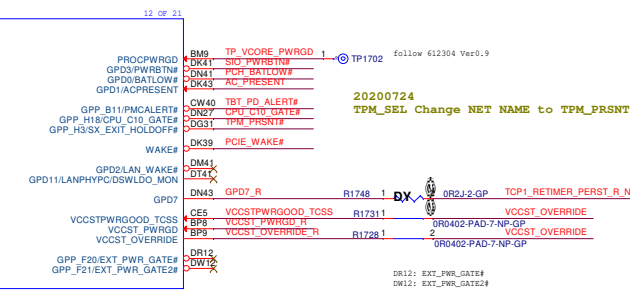 12 OF 21
PROCPWRGD BM9 TP_VCORE_PWRGD 1 TP1702 follow 612304 Ver0.9
GPD3/PWRBTN# DK41 SIO_PWRBTN#
GPD0/BATLOW# DN41 PCH_BATLOW#
GPD1/ACPRESENT DK43 AC_PRESENT
20200724
GPP_B11/PMCALERT# CW40 TBT_PD_ALERT# TPM_SEL Change NET NAME to TPM_PRSNT
GPP_H18/CPU_C10_GATE# DN27 CPU_C10_GATE#
GPP_H3/SX_EXIT_HOLDOFF# DG31 TPM_PRSNT#
WAKE# DK39 PCIE_WAKE#
GPD2/LAN_WAKE# DM41
GPD11/LANPHYPC/DSWLDO_MON DT41
GPD7 DN43 GPD7_R R1748 1 DY 0R2J-2-GP TCP1_RETIMER_PERST_R_N
VCCSTPWRGOOD_TCSS CE5 VCCSTPWRGOOD_TCSS R1731 1 VCCST_OVERRIDE
VCCST_PWRGD BP8 VCCST_PWRGD_R 0R0402-PAD-7-NP-GP
VCCST_OVERRIDE BP9 VCCST_OVERRIDE_R R1728 1 2 VCCST_OVERRIDE
0R0402-PAD-7-NP-GP
GPP_F20/EXT_PWR_GATE# DR12
GPP_F21/EXT_PWR_GATE2# DW12
DR12: EXT_PWR_GATE#
DW12: EXT_PWR_GATE2#